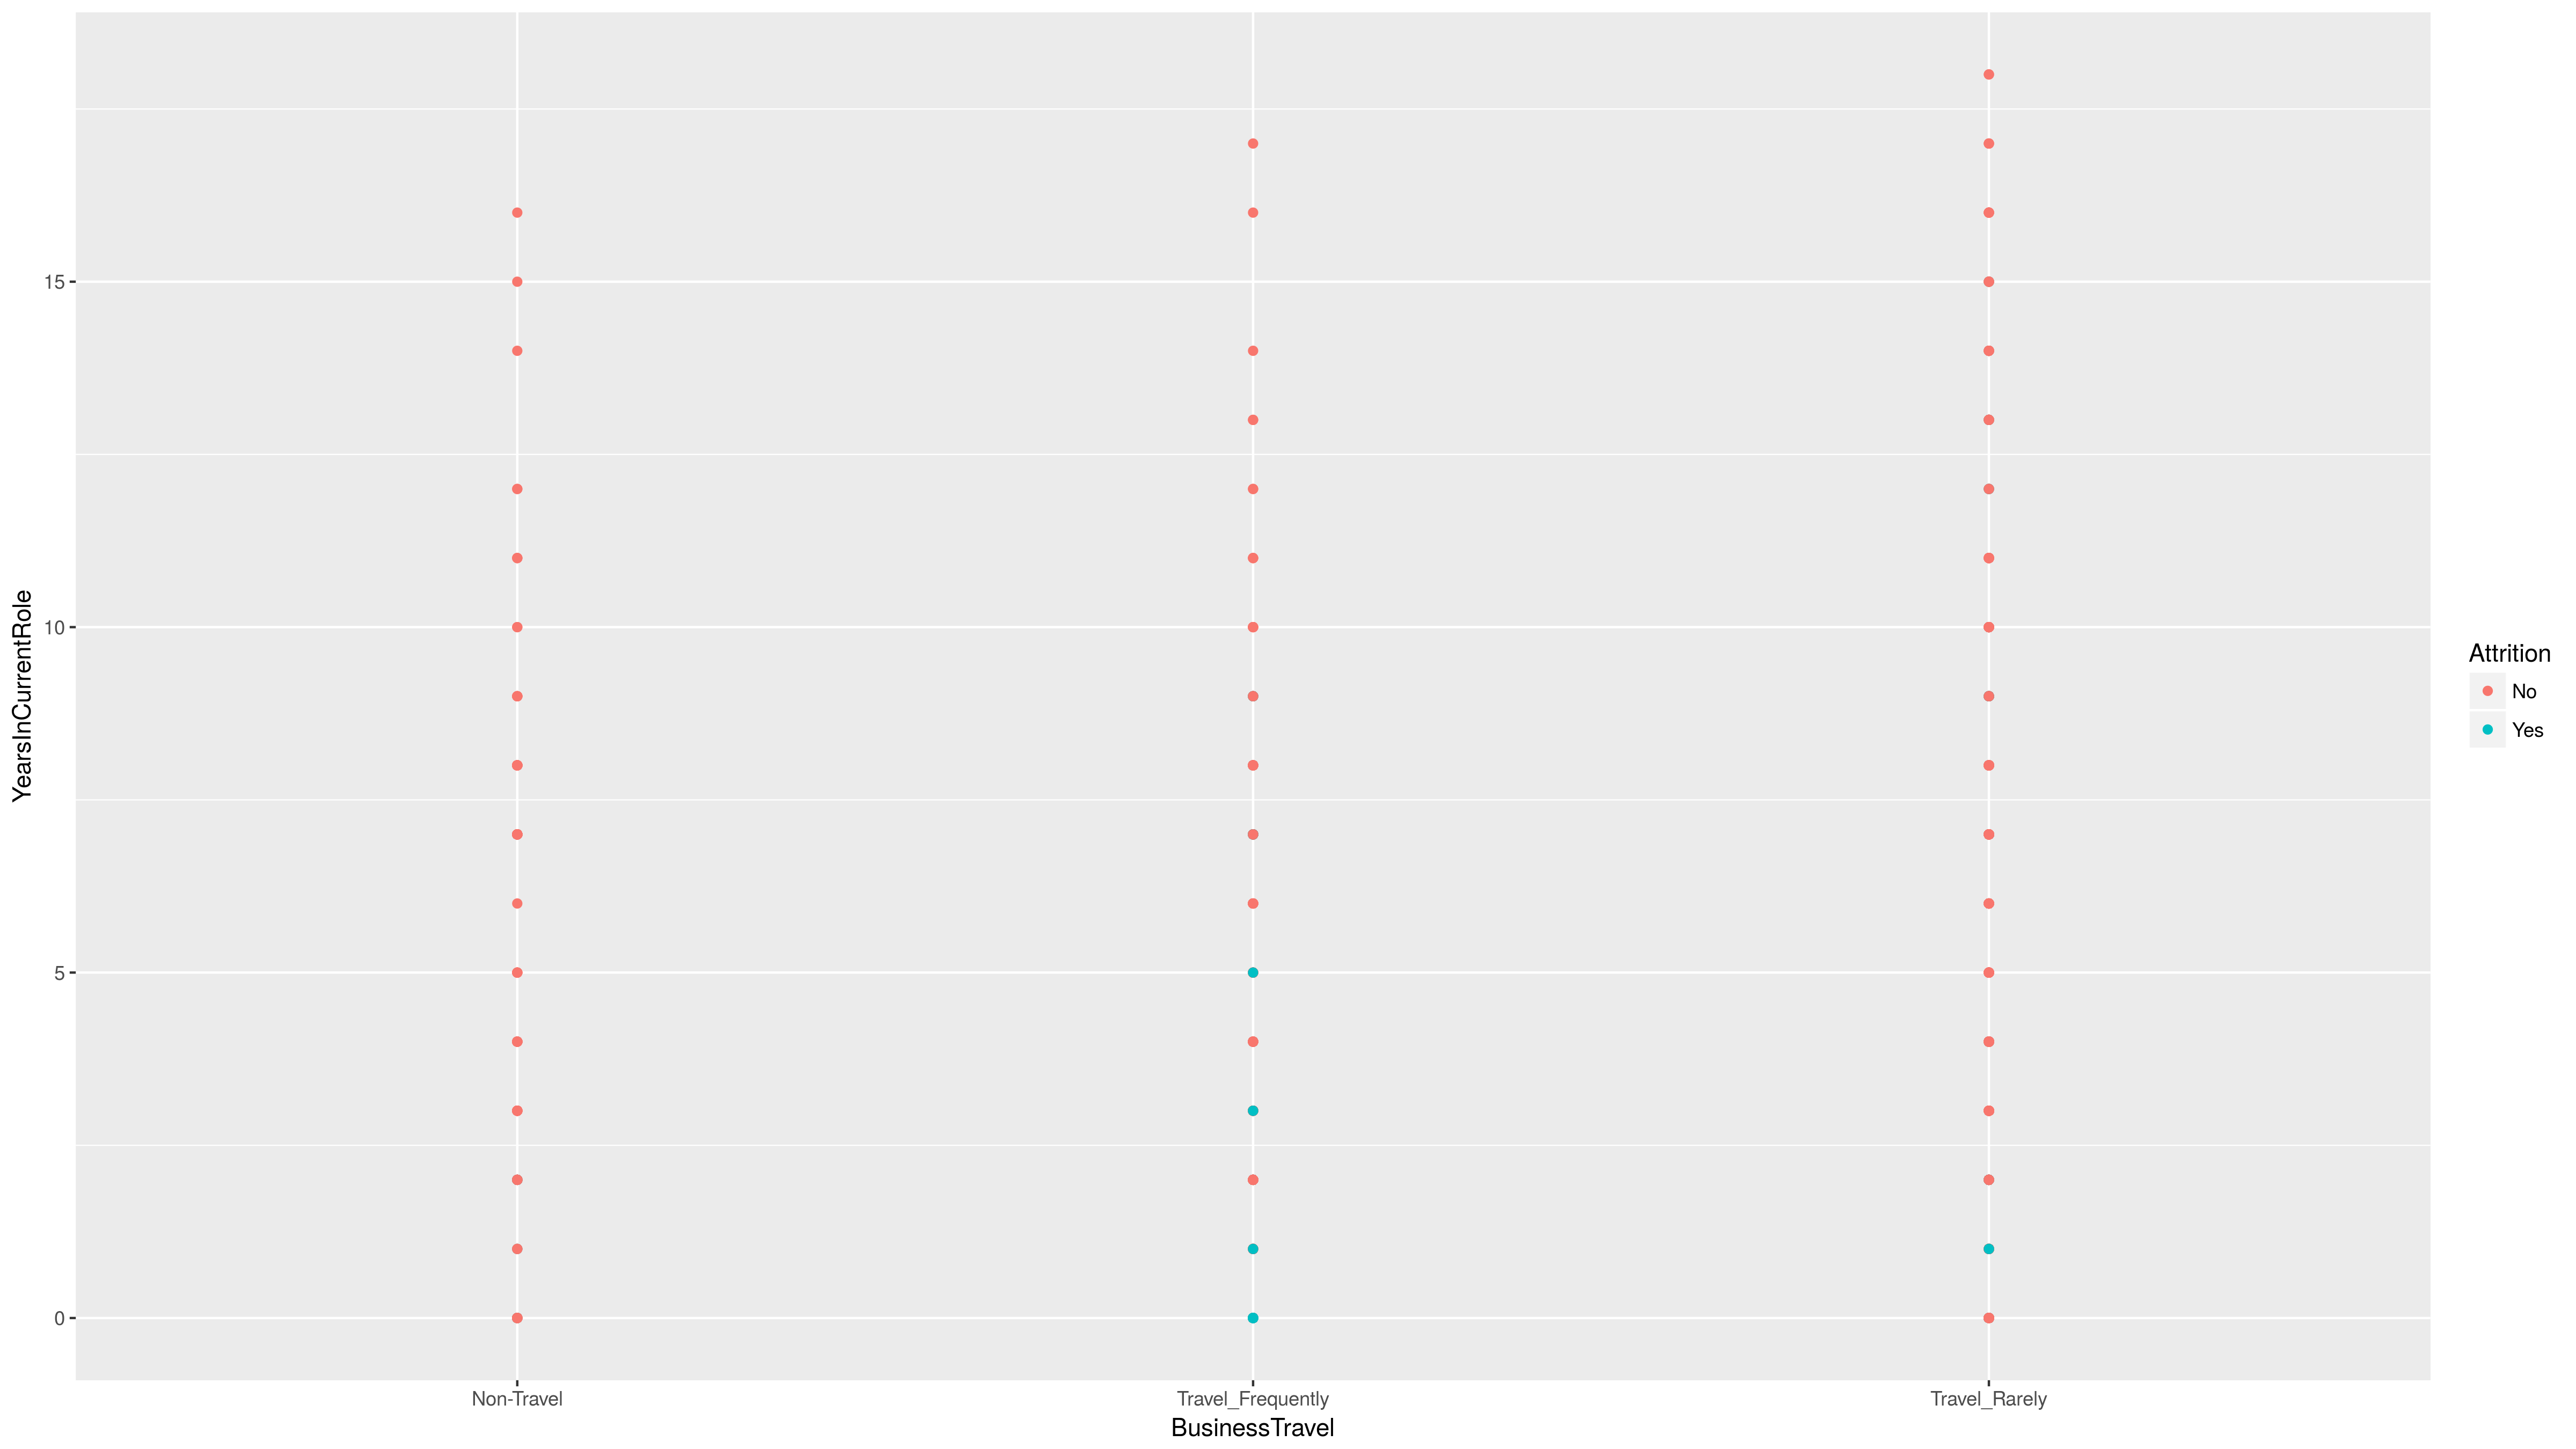 15
10
5
0
YearsInCurrentRole
Non-Travel
Travel_Frequently
Travel_Rarely
BusinessTravel
Attrition
No
Yes